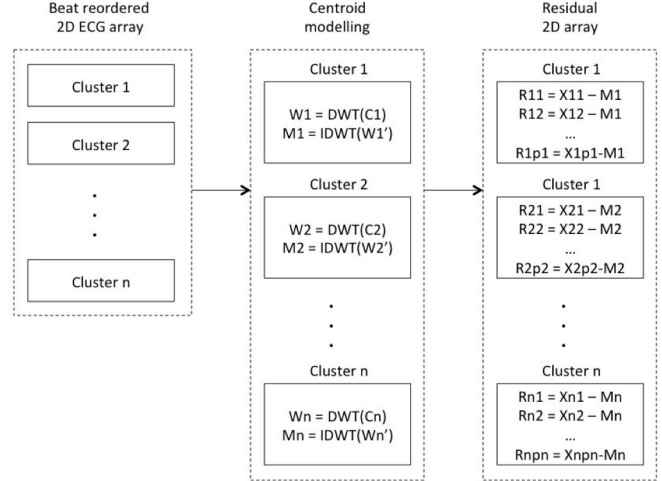 Beat reordered
2D ECG array
Cluster 1
Cluster 2
Cluster n
Centroid
modelling
Cluster 1
W1 = DWT(C1)
M1 = IDWT(W1')
Cluster 2
W2 = DWT(C2)
M2 = IDWT(W2')
Cluster n
Wn = DWT(Cn)
Mn = IDWT(Wn')
Residual
2D array
Cluster 1
R11 = X11 – M1
R12 = X12 – M1
...
R1p1 = X1p1-M1
Cluster 1
R21 = X21 – M2
R22 = X22 – M2
...
R2p2 = X2p2-M2
Cluster n
Rn1 = Xn1 – Mn
Rn2 = Xn2 – Mn
...
Rnpn = Xnpn-Mn